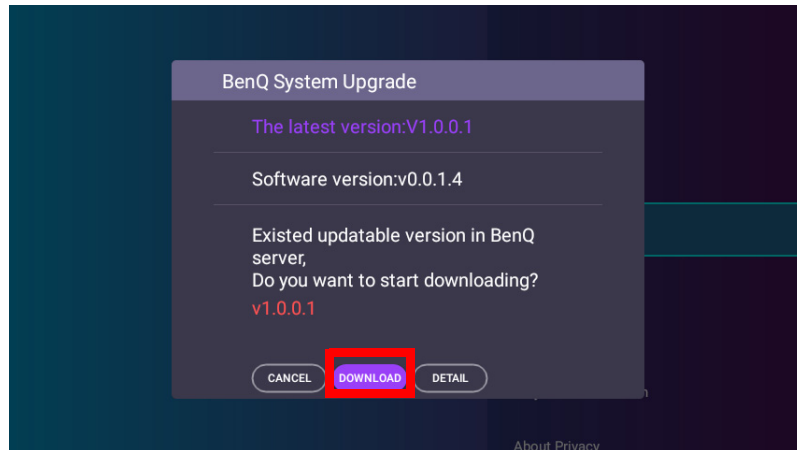 BenQ System Upgrade
The latest version:V1.0.0.1
Software version:v0.0.1.4
Existed updatable version in BenQ
server,
Do you want to start downloading?
v1.0.0.1
CANCEL DOWNLOAD DETAIL
About Privacy